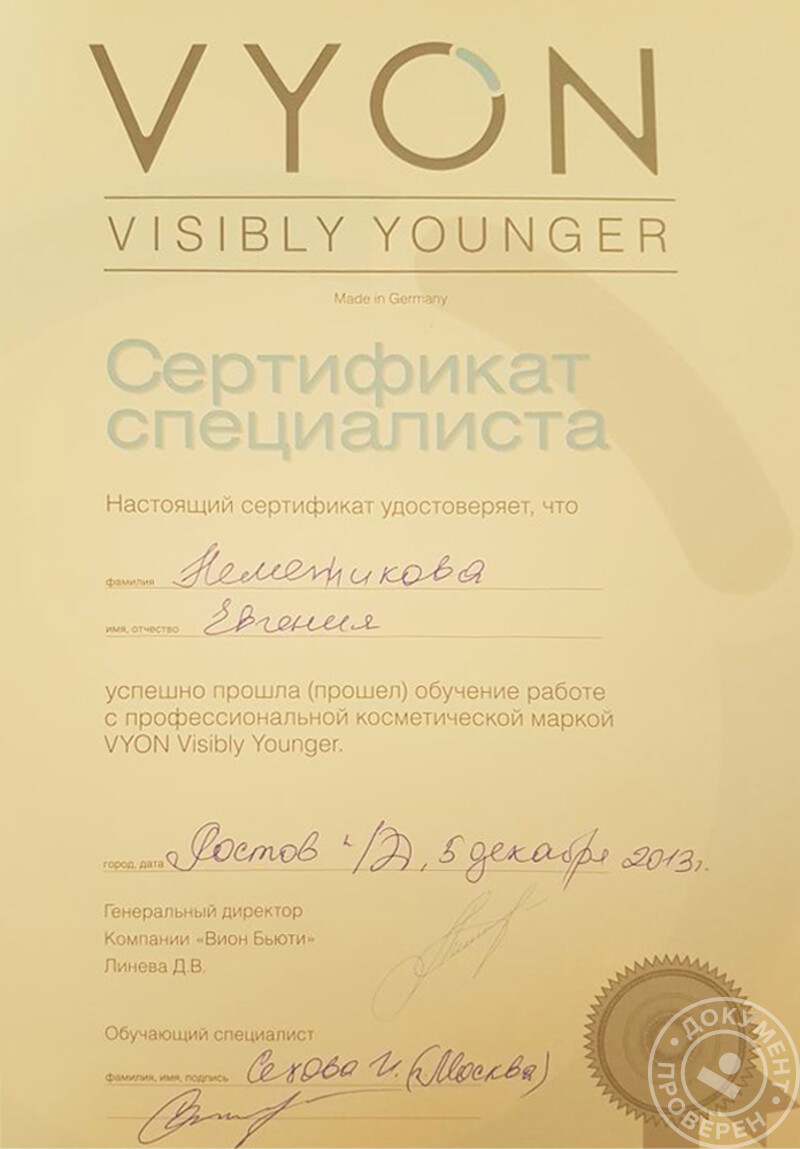 VYON
VISIBLY YOUNGER
Made in Germany
Сертификат
специалиста
Настоящий сертификат удостоверяет, что
фамилия
имя, отчество Евгения
успешно прошла (прошел) обучение работе
с профессиональной косметической маркой
VYON Visibly Younger.
город, дата Ростов н/Д, 5 декабря 2013г.
Генеральный директор
Компании «Вион Бьюти»
Линева Д.В.
Обучающий специалист
фамилия, имя, подпись И. (Москва)
ДОКУМЕНТ
ПРОВЕРЕН